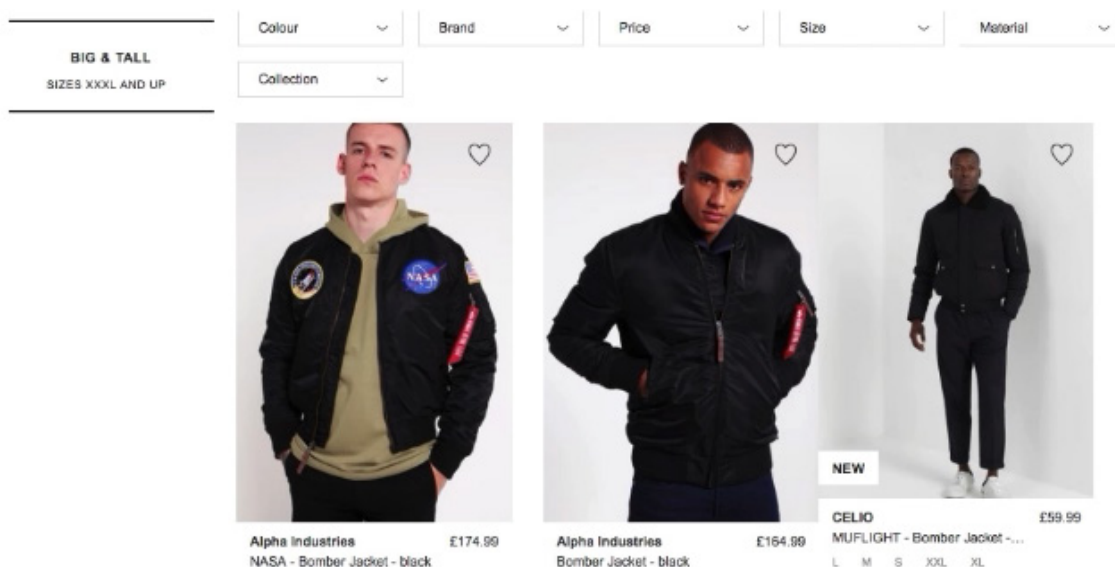 BIG & TALL
SIZES XXXL AND UP
Colour
Brand
Price
Size
Material
Collection
NASA
NEW
Alpha Industries £174.99
NASA - Bomber Jacket - black
Alpha Industries £164.99
Bomber Jacket - black
CELIO £59.99
MUFLIGHT - Bomber Jacket -...
L M S XXL XL